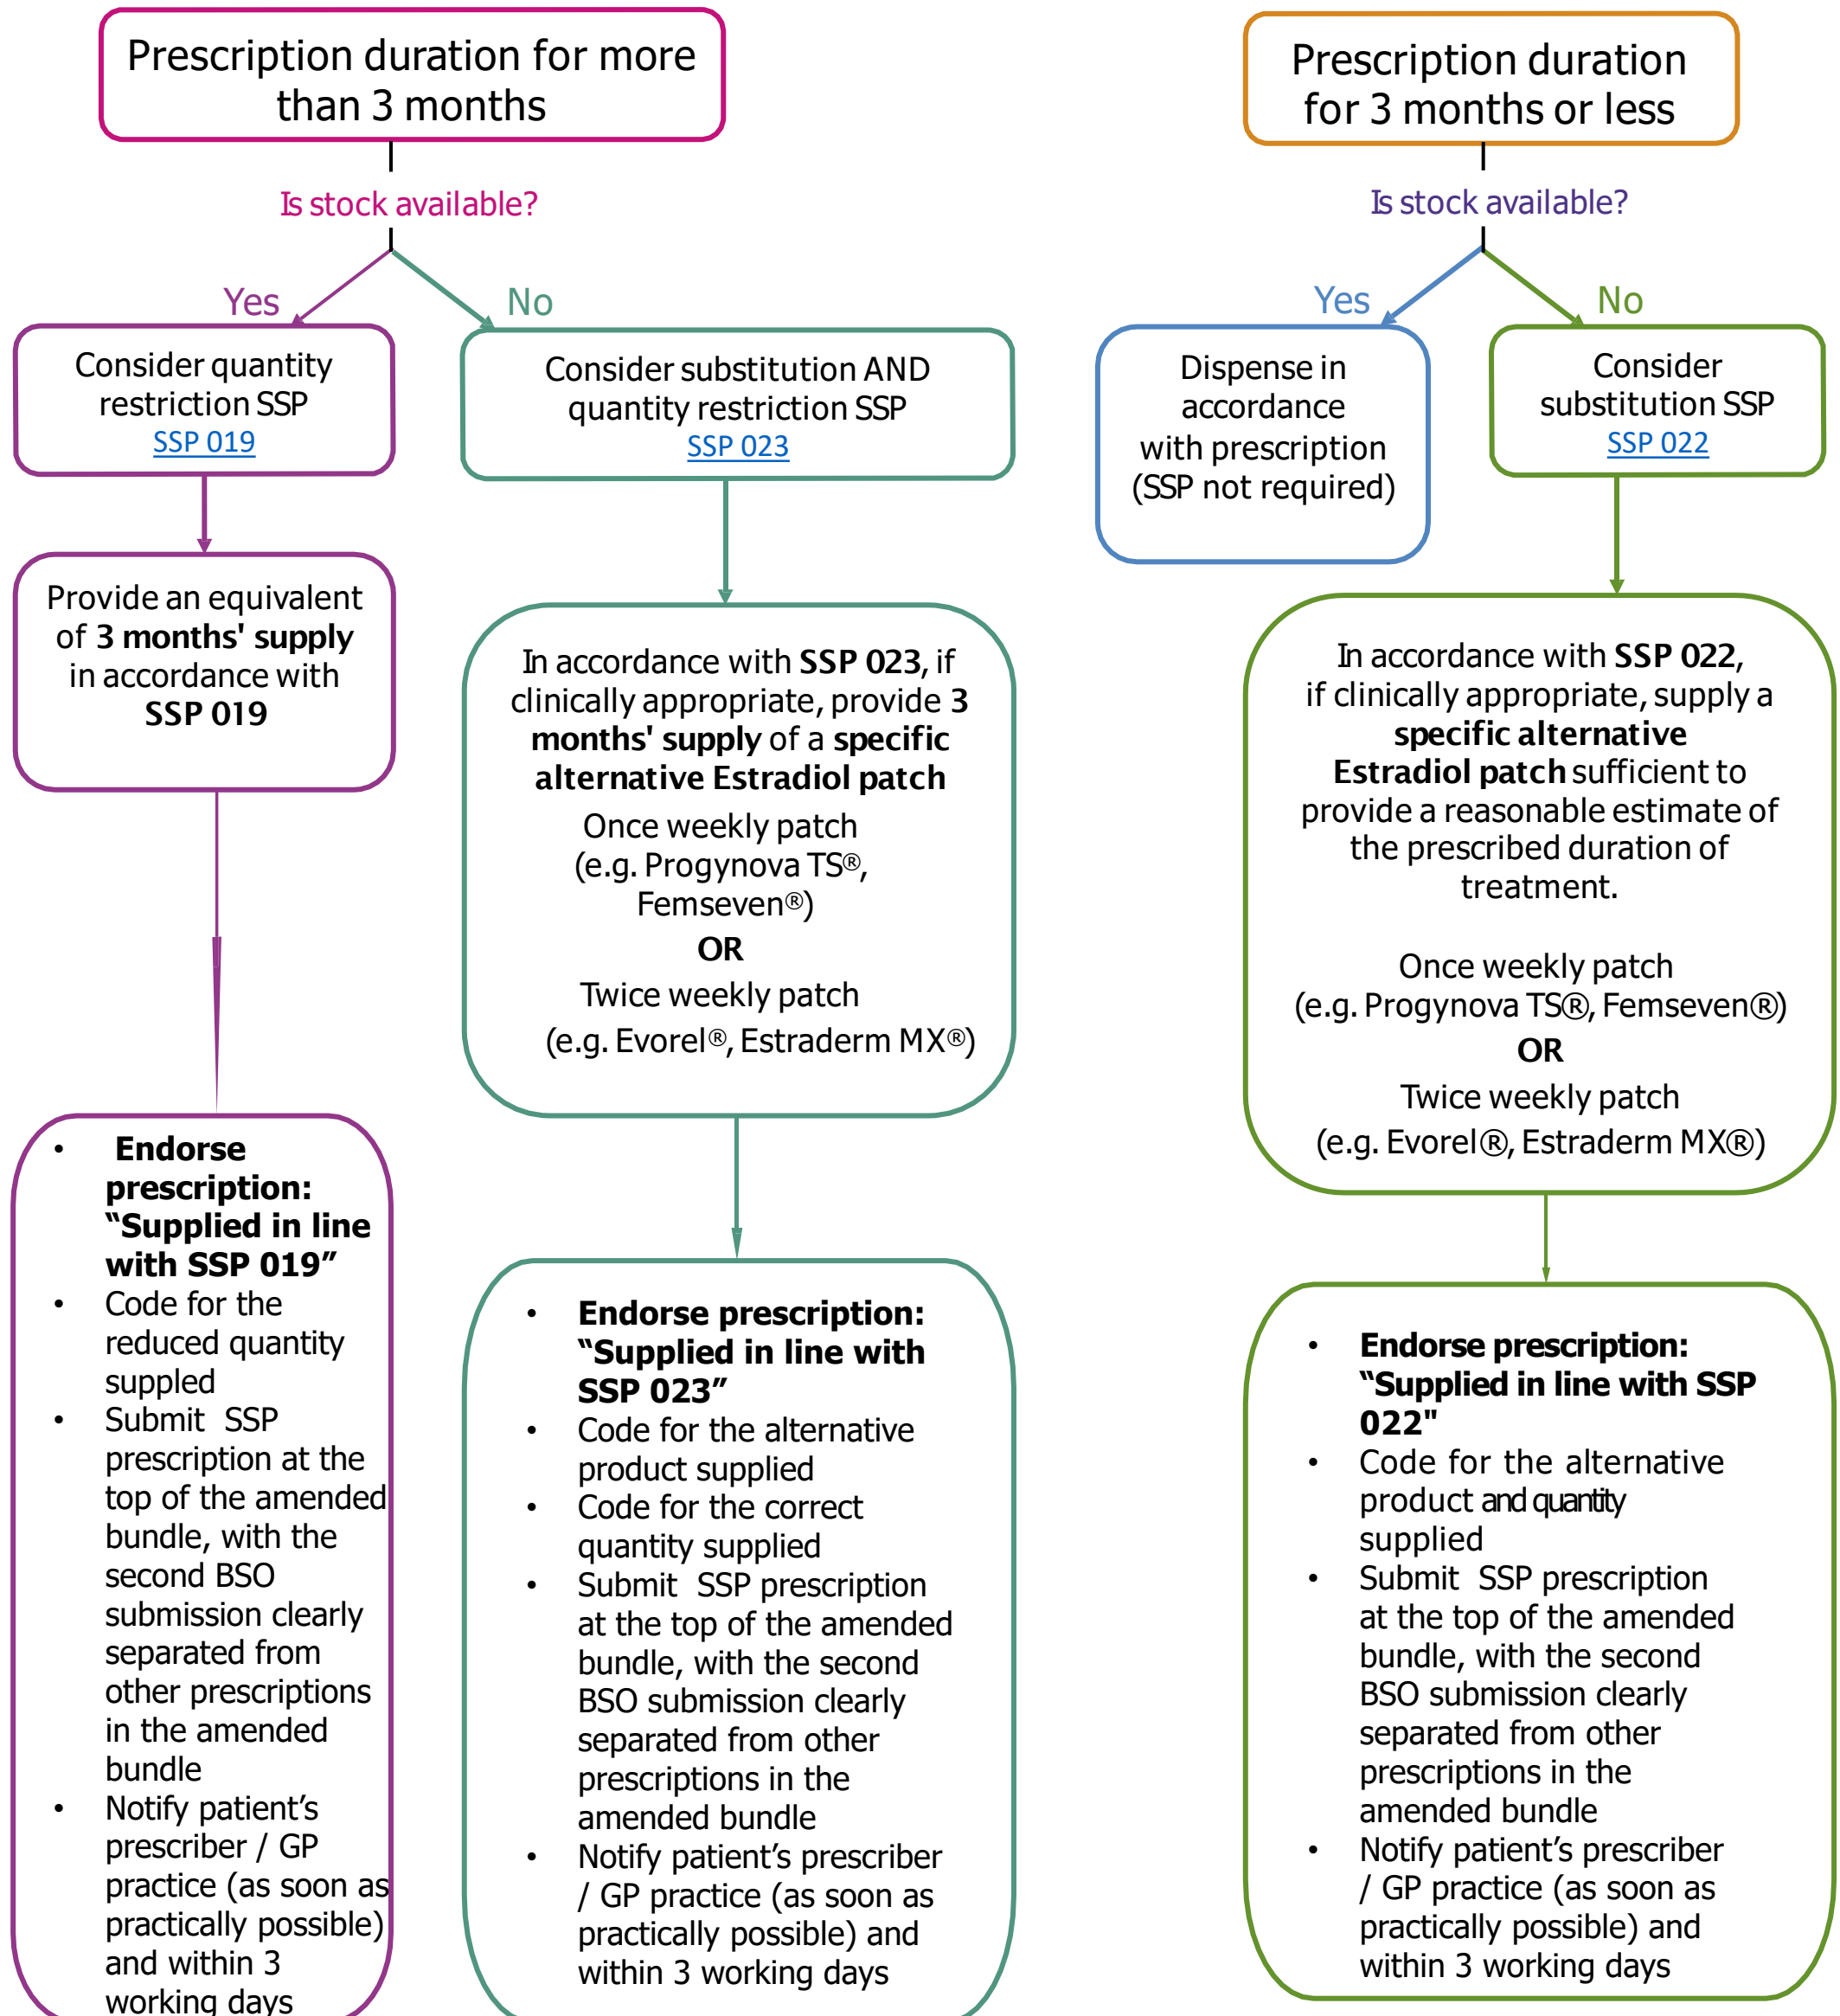 Prescription duration for more
than 3 months
Is stock available?
Yes
No
Consider quantity
restriction SSP
SSP 019
Consider substitution AND
quantity restriction SSP
SSP 023
Provide an equivalent
of 3 months' supply
in accordance with
SSP 019
In accordance with SSP 023, if
clinically appropriate, provide 3
months' supply of a specific
alternative Estradiol patch
Once weekly patch
(e.g. Progynova TS®,
Femseven®)
OR
Twice weekly patch
(e.g. Evorel®, Estraderm MX®)
• Endorse
prescription:
“Supplied in line
with SSP 019”
• Code for the
reduced quantity
suppled
• Submit SSP
prescription at the
top of the amended
bundle, with the
second BSO
submission clearly
separated from
other prescriptions
in the amended
bundle
• Notify patient’s
prescriber / GP
practice (as soon as
practically possible)
and within 3
working days
• Endorse prescription:
“Supplied in line with
SSP 023”
• Code for the alternative
product supplied
• Code for the correct
quantity supplied
• Submit SSP prescription
at the top of the amended
bundle, with the second
BSO submission clearly
separated from other
prescriptions in the
amended bundle
• Notify patient’s prescriber
/ GP practice (as soon as
practically possible) and
within 3 working days
Prescription duration
for 3 months or less
Is stock available?
Yes
No
Dispense in
accordance
with prescription
(SSP not required)
Consider
substitution SSP
SSP 022
In accordance with SSP 022,
if clinically appropriate, supply a
specific alternative
Estradiol patch sufficient to
provide a reasonable estimate of
the prescribed duration of
treatment.
Once weekly patch
(e.g. Progynova TS®, Femseven®)
OR
Twice weekly patch
(e.g. Evorel®, Estraderm MX®)
• Endorse prescription:
“Supplied in line with SSP
022"
• Code for the alternative
product and quantity
supplied
• Submit SSP prescription
at the top of the amended
bundle, with the second
BSO submission clearly
separated from other
prescriptions in the
amended bundle
• Notify patient’s prescriber
/ GP practice (as soon as
practically possible) and
within 3 working days